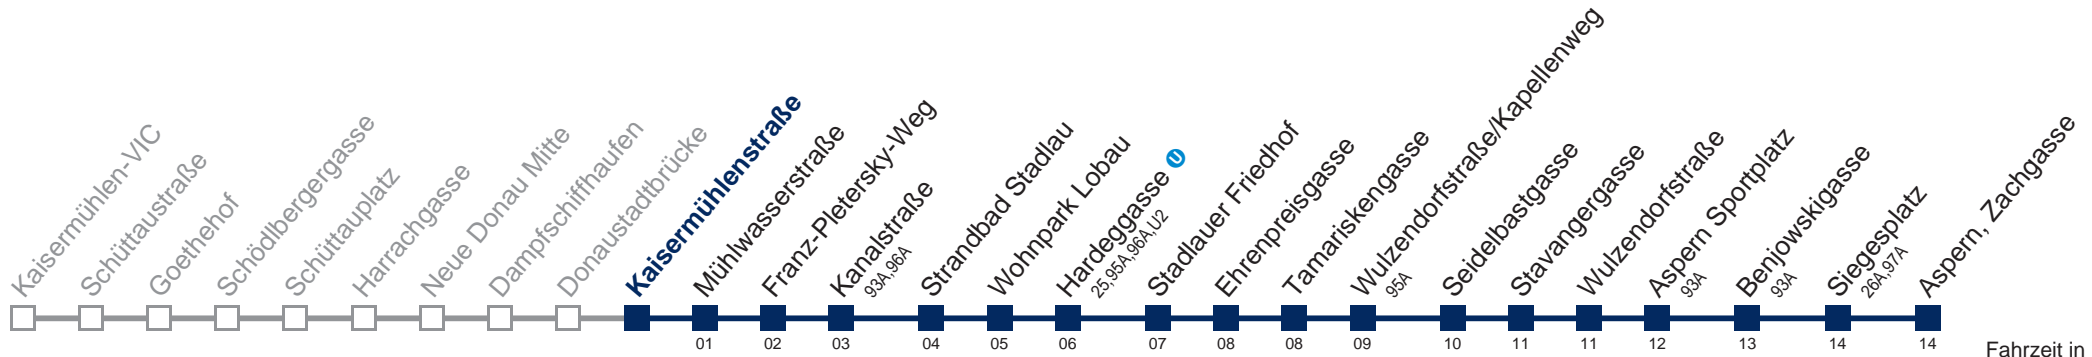 Kaisermühlen-VIC
Schüttaustraße
Goethehof
Schödlbergergasse
Schüttauplatz
Harrachgasse
Neue Donau Mitte
Dampfschiffhaufen
Donaustadtbrücke
Kaisermühlenstraße
Mühlwasserstraße
01
Franz-Pletersky-Weg
02
Kanalstraße
93A,96A
03
Strandbad Stadlau
04
Wohnpark Lobau
05
Hardeggasse U
25,95A,96A,U2
06
Stadlauer Friedhof
07
Ehrenpreisgasse
08
Tamariskengasse
08
Wulzendorfstraße/Kapellenweg
95A
09
Seidelbastgasse
10
Stavangergasse
11
Wulzendorfstraße
11
Aspern Sportplatz
93A
12
Benjowskigasse
93A
13
Siegesplatz
26A,97A
14
Aspern, Zachgasse
14
Fahrzeit in